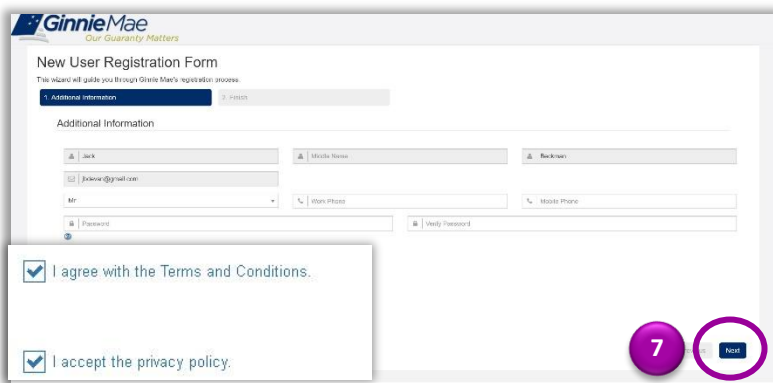 GinnieMae
Our Guaranty Matters
New User Registration Form
This wizard will guide you through Ginnie Mae's registration process.
1. Additional Information
2. Finish
Additional Information
Jack
Middle Name
Beckman
Mr
Work Phone
Mobile Phone
Password
Verify Password
I agree with the Terms and Conditions.
I accept the privacy policy.
7
Next